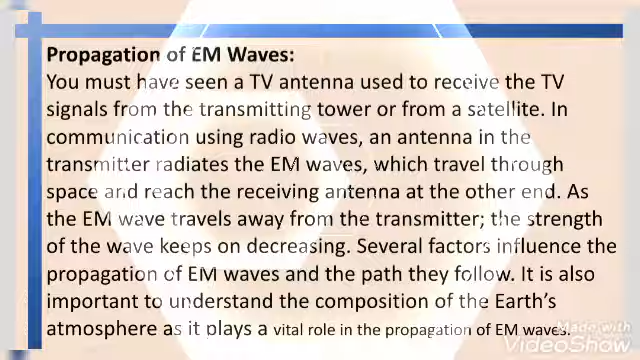 Propagation of EM Waves:
You must have seen a TV antenna used to receive the TV
signals from the transmitting tower or from a satellite. In
communication using radio waves, an antenna in the
transmitter radiates the EM waves, which travel through
space and reach the receiving antenna at the other end. As
the EM wave travels away from the transmitter; the strength
of the wave keeps on decreasing. Several factors influence the
propagation of EM waves and the path they follow. It is also
important to understand the composition of the Earth's
atmosphere as it plays a vital role in the propagation of EM waves.
Made with
VideoShow